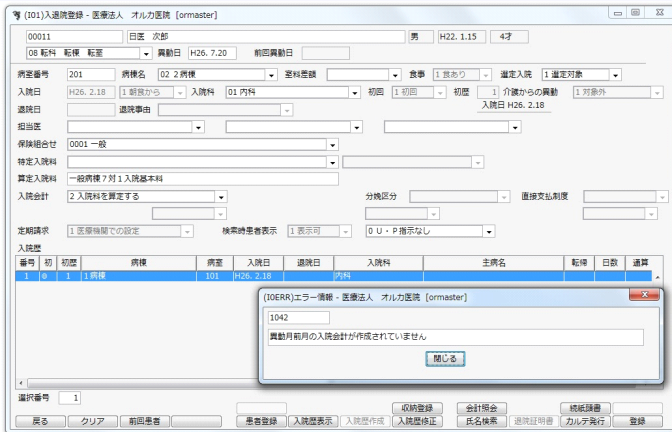 (I01)入退院登録 - 医療法人　オルカ医院 [ormaster]
00011 日医　次郎 男 H22. 1.15 4才
08 転科　転棟　転室 異動日 H26. 7.20 前回異動日
病室番号 201 病棟名 02 2病棟 室料差額 食事 1 食あり 選定入院 1 選定対象
入院日 H26. 2.18 1 朝食から 入院科 01 内科 初回 1 初回 初歴 1 介護からの異動 1 対象外
退院日 退院事由 入院日 H26. 2.18
担当医
保険組合せ 0001 一般
特定入院料
算定入院料 一般病棟7対1入院基本料
入院会計 2 入院料を算定する 分娩区分 直接支払制度
定期請求 1 医療機関での設定 検索時患者表示 1 表示可 0 U・P指示なし
入院歴
番号 初 初歴 病棟 病室 入院日 退院日 入院科 主病名 転帰 日数 通算
1 ◎ 1 1病棟 101 H26. 2.18 内科
(I0ERR)エラー情報 - 医療法人　オルカ医院 [ormaster]
1042
異動月前月の入院会計が作成されていません
閉じる
選択番号 1
収納登録 会計照会 続紙頭書
戻る クリア 前回患者 患者登録 入院歴表示 入院歴作成 入院歴修正 氏名検索 退院証明書 カルテ発行 登録